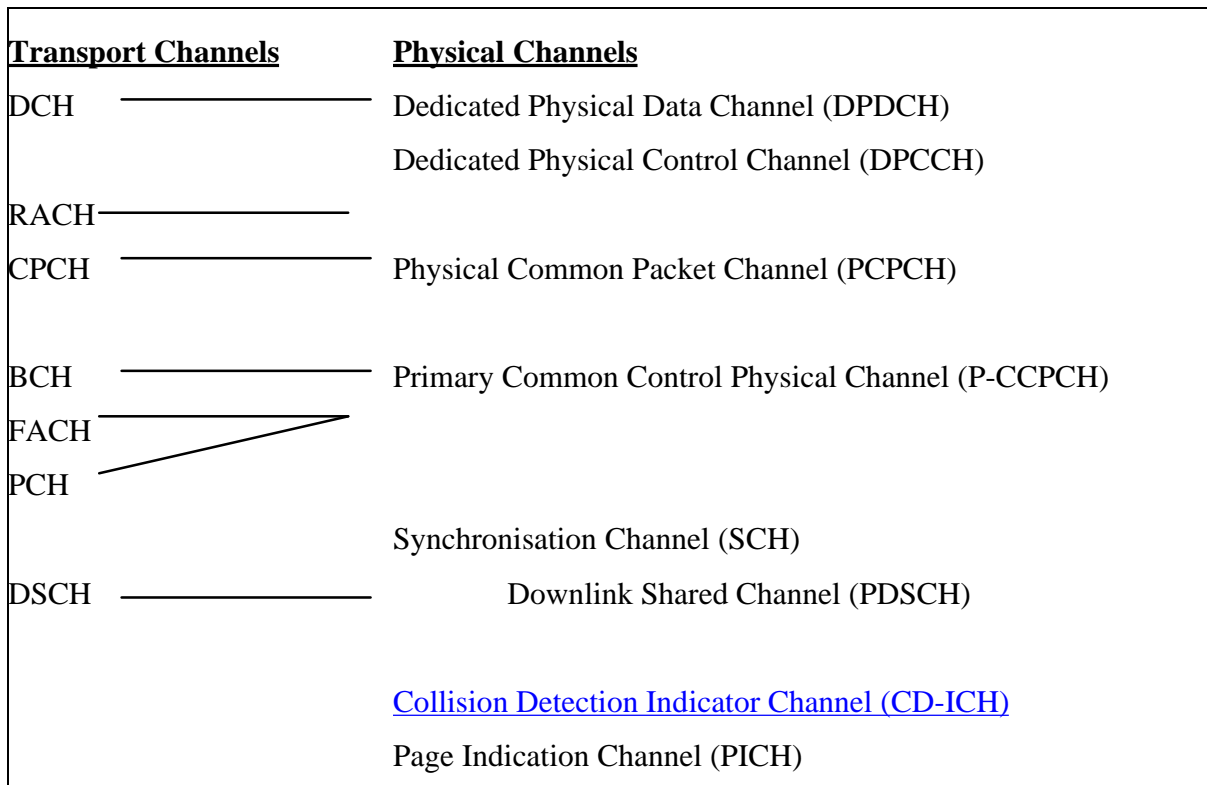 Transport Channels Physical Channels
DCH Dedicated Physical Data Channel (DPDCH)
Dedicated Physical Control Channel (DPCCH)
RACH
CPCH Physical Common Packet Channel (PCPCH)
BCH Primary Common Control Physical Channel (P-CCPCH)
FACH
PCH
Synchronisation Channel (SCH)
DSCH Downlink Shared Channel (PDSCH)
Collision Detection Indicator Channel (CD-ICH)
Page Indication Channel (PICH)